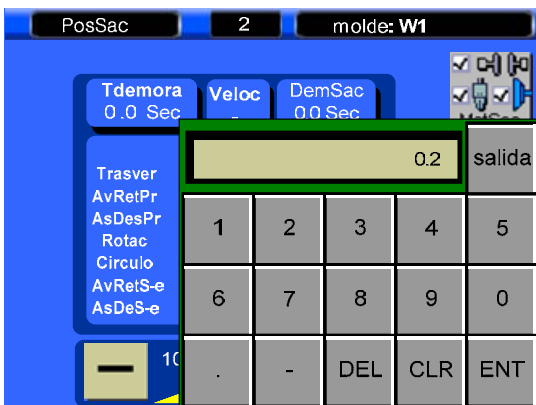 PosSac 2 molde: W1
Tdemora Veloc DemSac
0.0 Sec - 0.0 Sec
0.2 salida
Trasver
AvRetPr
AsDesPr
Rotac
Circulo
AvRetS-e
AsDeS-e
1 2 3 4 5
6 7 8 9 0
. - DEL CLR ENT
10